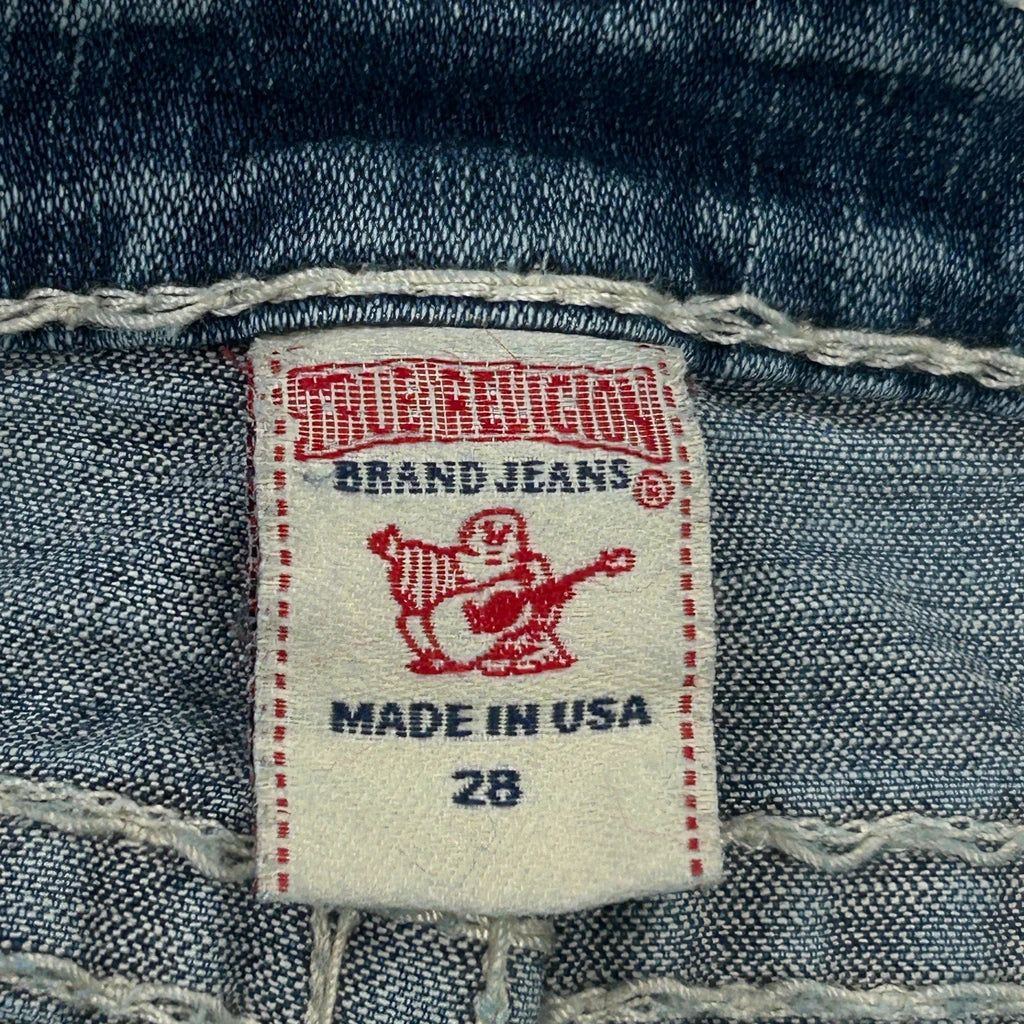 TRUE RELIGION
BRAND JEANS ®
MADE IN USA
28